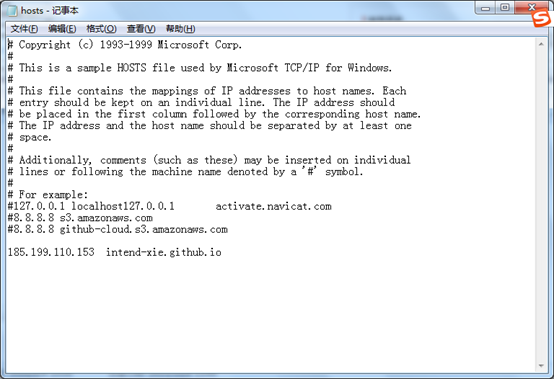 hosts - 记事本
文件(F) 编辑(E) 格式(O) 查看(V) 帮助(H)
# Copyright (c) 1993-1999 Microsoft Corp.
#
# This is a sample HOSTS file used by Microsoft TCP/IP for Windows.
#
# This file contains the mappings of IP addresses to host names. Each
# entry should be kept on an individual line. The IP address should
# be placed in the first column followed by the corresponding host name.
# The IP address and the host name should be separated by at least one
# space.
#
# Additionally, comments (such as these) may be inserted on individual
# lines or following the machine name denoted by a '#' symbol.
#
# For example:
#127.0.0.1 localhost127.0.0.1       activate.navicat.com
#8.8.8.8 s3.amazonaws.com
#8.8.8.8 github-cloud.s3.amazonaws.com
185.199.110.153  intend-xie.github.io